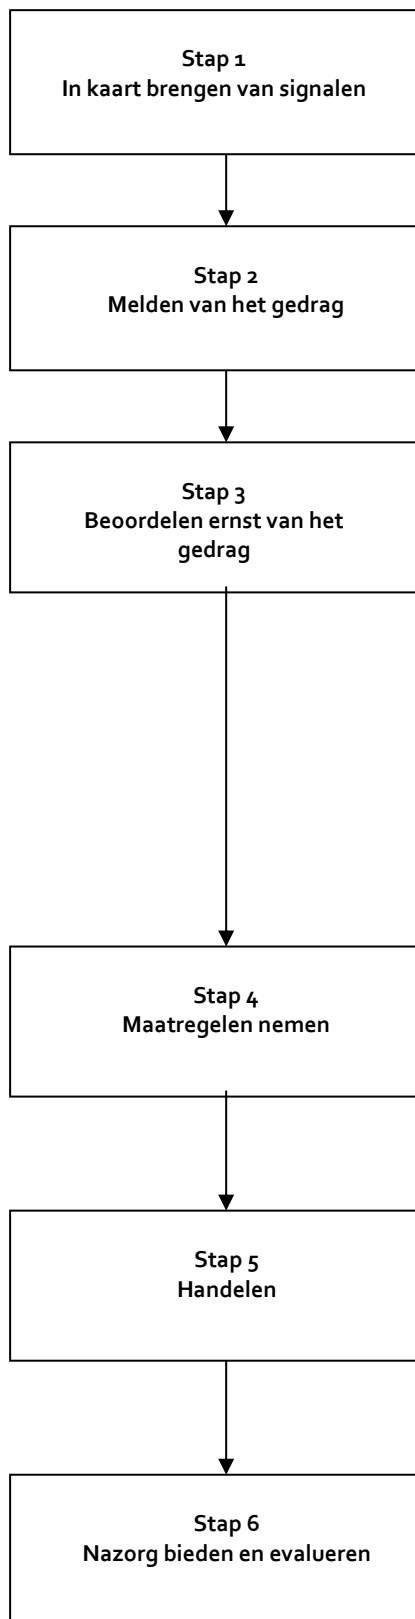 Stap 1
In kaart brengen van signalen
Stap 2
Melden van het gedrag
Stap 3
Beoordelen ernst van het
gedrag
Stap 4
Maatregelen nemen
Stap 5
Handelen
Stap 6
Nazorg bieden en evalueren